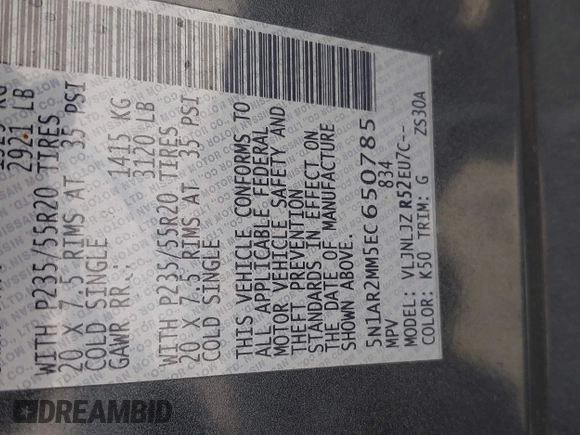 2921 LB
WITH P235/55R20 TIRES
20 X 7.5 RIMS AT 35 PSI
COLD SINGLE
GAWR RR.: 1415 KG
3120 LB
WITH P235/55R20 TIRES
20 X 7.5 RIMS AT 35 PSI
COLD SINGLE
THIS VEHICLE CONFORMS TO
ALL APPLICABLE FEDERAL
MOTOR VEHICLE SAFETY AND
THEFT PREVENTION
STANDARDS IN EFFECT ON
THE DATE OF MANUFACTURE
SHOWN ABOVE.
5N1AR2MM5EC650785
MPV 834
MODEL: YLJNLJZ R52EU7C--
COLOR: K50 TRIM: G ZS30A
DREAMBID